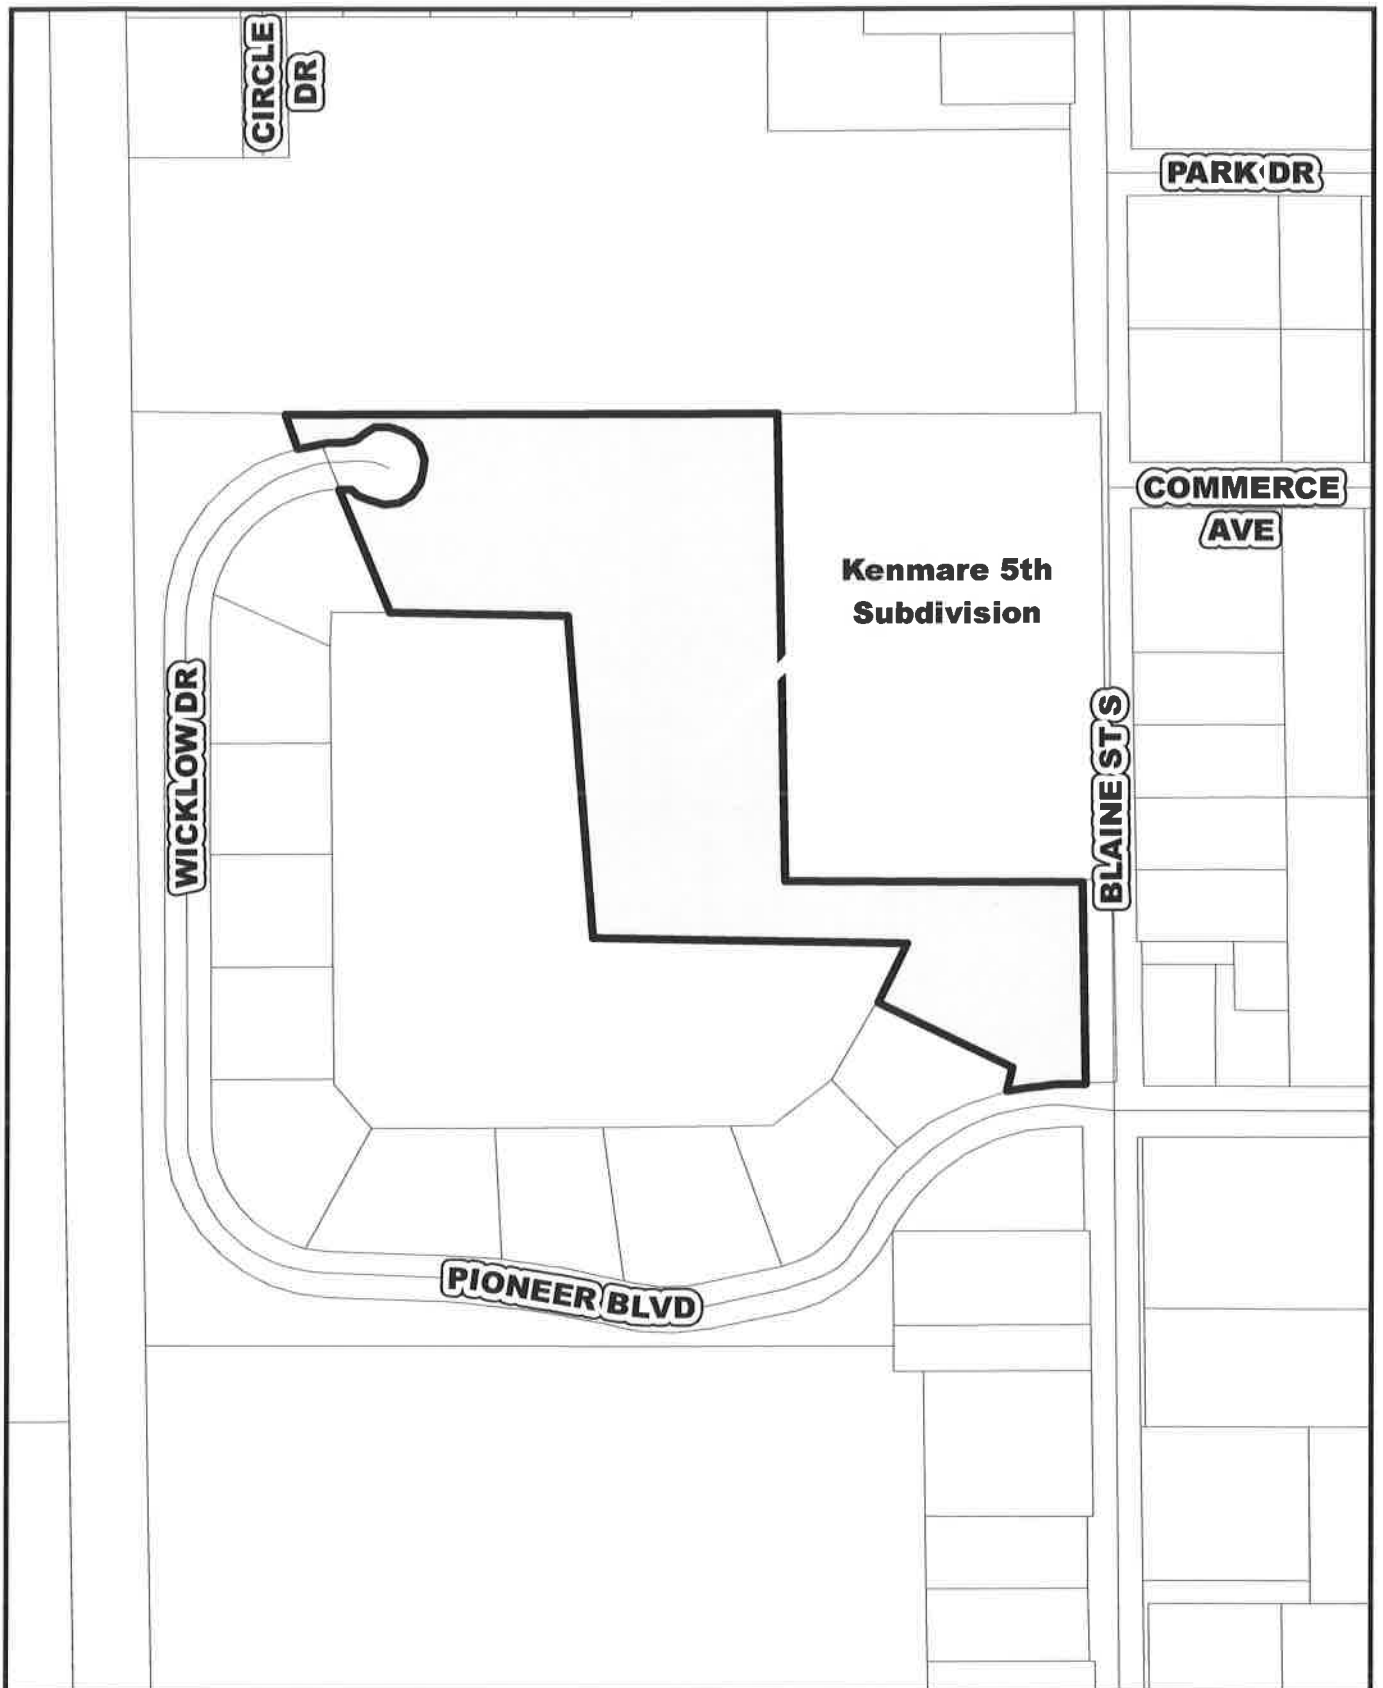 CIRCLE
DR
PARK DR
COMMERCE
AVE
Kenmare 5th
Subdivision
WICKLOW DR
BLAINE ST S
PIONEER BLVD